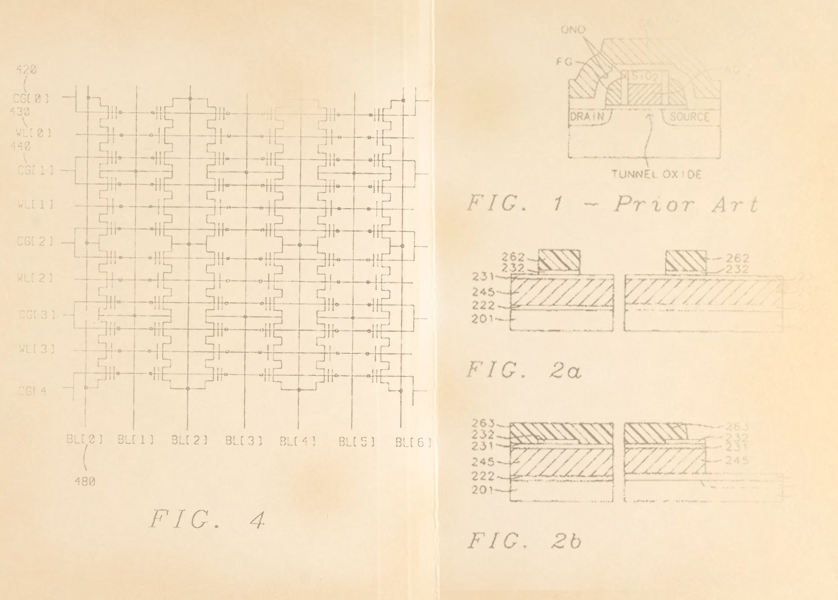 420
CG[0]
430
WL[0]
440
CG[1]
WL[1]
CG[2]
WL[2]
CG[3]
WL[3]
CG[4
BL[0] BL[1] BL[2] BL[3] BL[4] BL[5] BL[6]
480
FIG. 4
ONO
FG
SiO2
DRAIN SOURCE
TUNNEL OXIDE
FIG. 1 - Prior Art
262 262
232 232
231
245
222
201
FIG. 2a
263 263
232 232
231 231
245 245
222
201
FIG. 2b